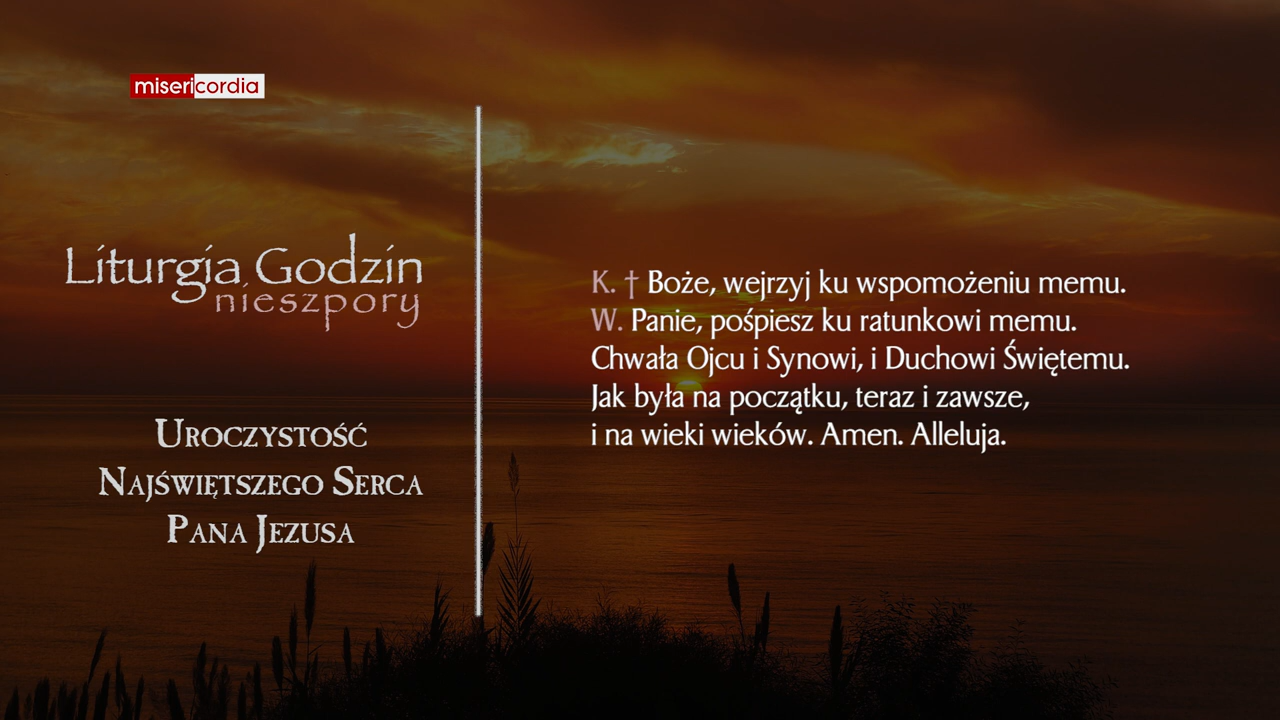 misericordia
Liturgia Godzin
nieszpory
Uroczystość
Najświętszego Serca
Pana Jezusa
K. † Boże, wejrzyj ku wspomożeniu memu.
W. Panie, pośpiesz ku ratunkowi memu.
Chwała Ojcu i Synowi, i Duchowi Świętemu.
Jak była na początku, teraz i zawsze,
i na wieki wieków. Amen. Alleluja.